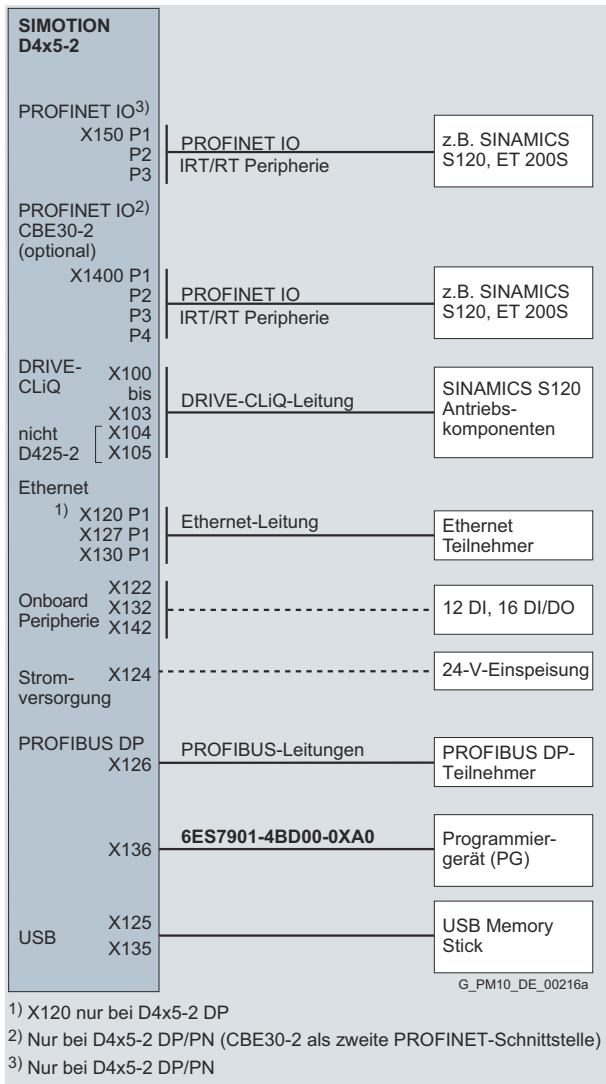 SIMOTION
D4x5-2
PROFINET IO3)
X150 P1
P2
P3
PROFINET IO
IRT/RT Peripherie
z.B. SINAMICS
S120, ET 200S
PROFINET IO2)
CBE30-2
(optional)
X1400 P1
P2
P3
P4
PROFINET IO
IRT/RT Peripherie
z.B. SINAMICS
S120, ET 200S
DRIVE-
CLiQ
X100
bis
X103
nicht
D425-2
X104
X105
DRIVE-CLiQ-Leitung
SINAMICS S120
Antriebs-
komponenten
Ethernet
1) X120 P1
X127 P1
X130 P1
Ethernet-Leitung
Ethernet
Teilnehmer
Onboard
Peripherie
X122
X132
X142
12 DI, 16 DI/DO
Strom-
versorgung
X124
24-V-Einspeisung
PROFIBUS DP
X126
PROFIBUS-Leitungen
PROFIBUS DP-
Teilnehmer
X136
6ES7901-4BD00-0XA0
Programmier-
gerät (PG)
USB
X125
X135
USB Memory
Stick
G_PM10_DE_00216a
1) X120 nur bei D4x5-2 DP
2) Nur bei D4x5-2 DP/PN (CBE30-2 als zweite PROFINET-Schnittstelle)
3) Nur bei D4x5-2 DP/PN